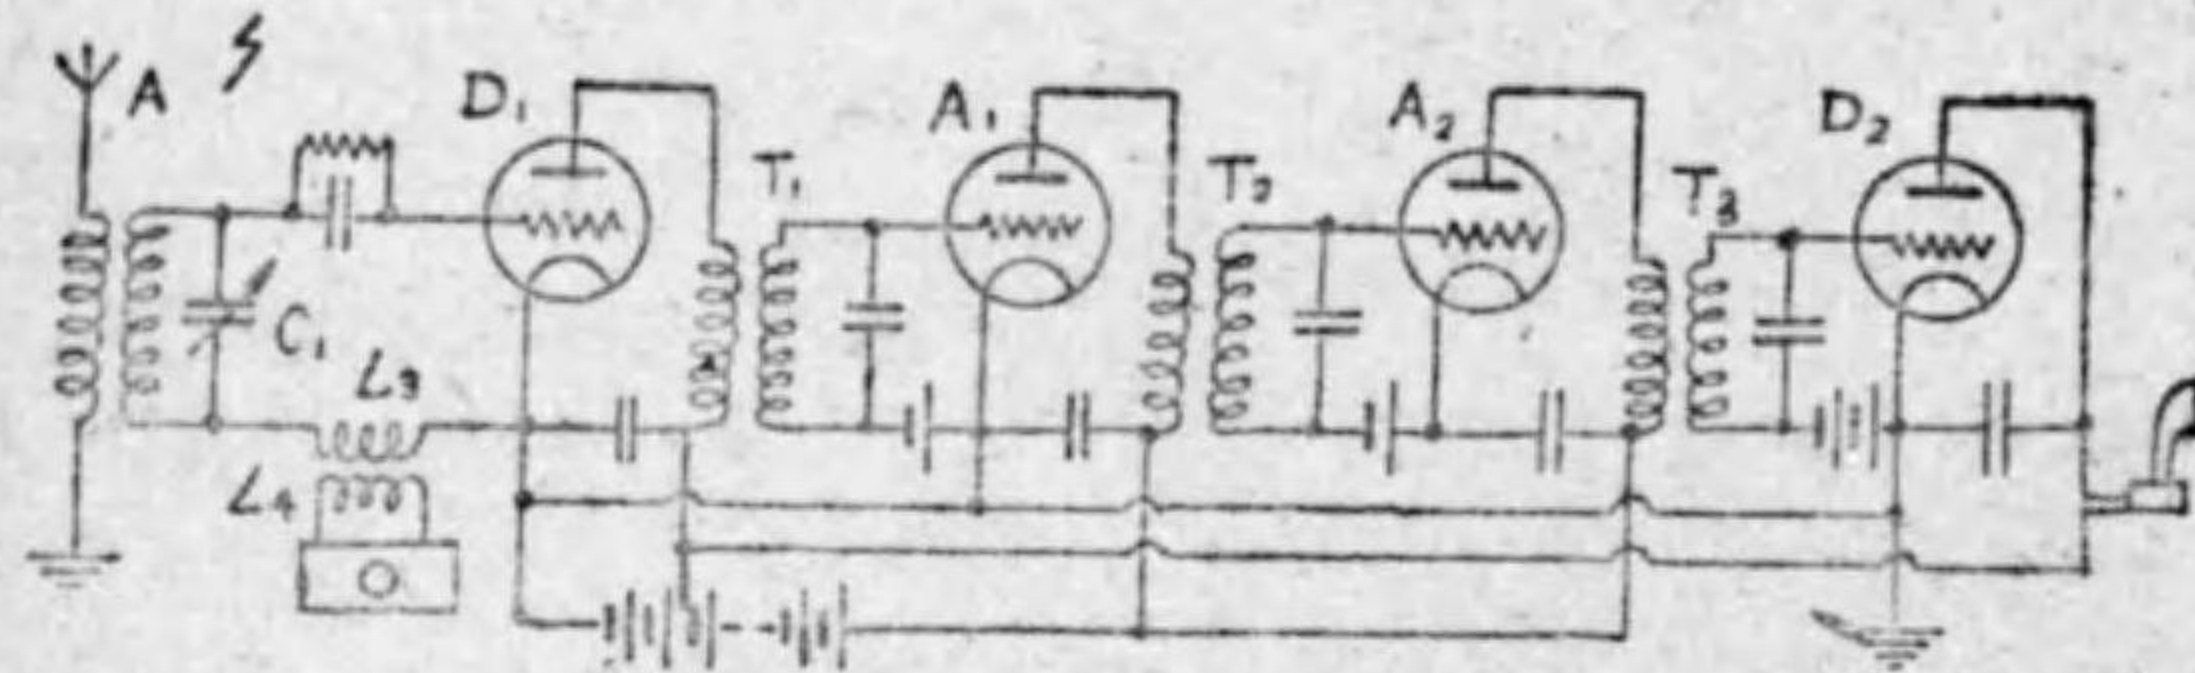 A
D₁
A₁
A₂
D₂
T₁
T₂
T₃
C₁
L₃
L₄